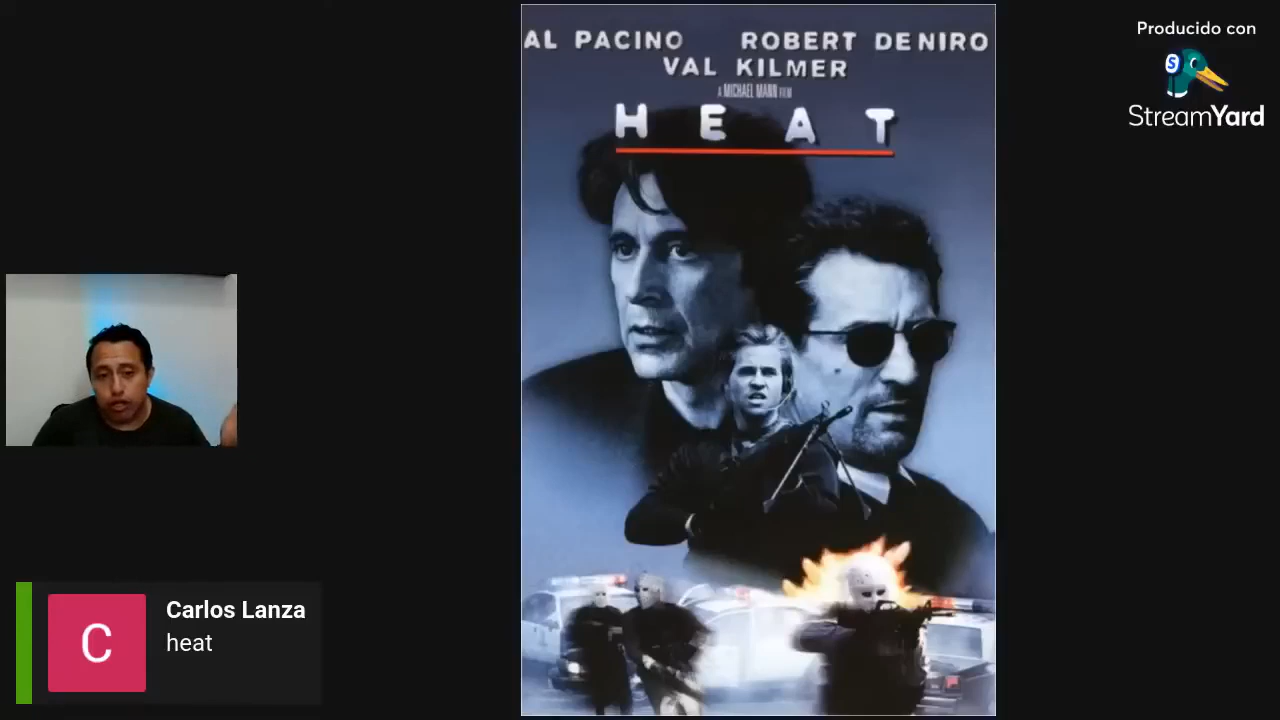 AL PACINO ROBERT DE NIRO
VAL KILMER
A MICHAEL MANN FILM
HEAT
Producido con
S
StreamYard
C
Carlos Lanza
heat